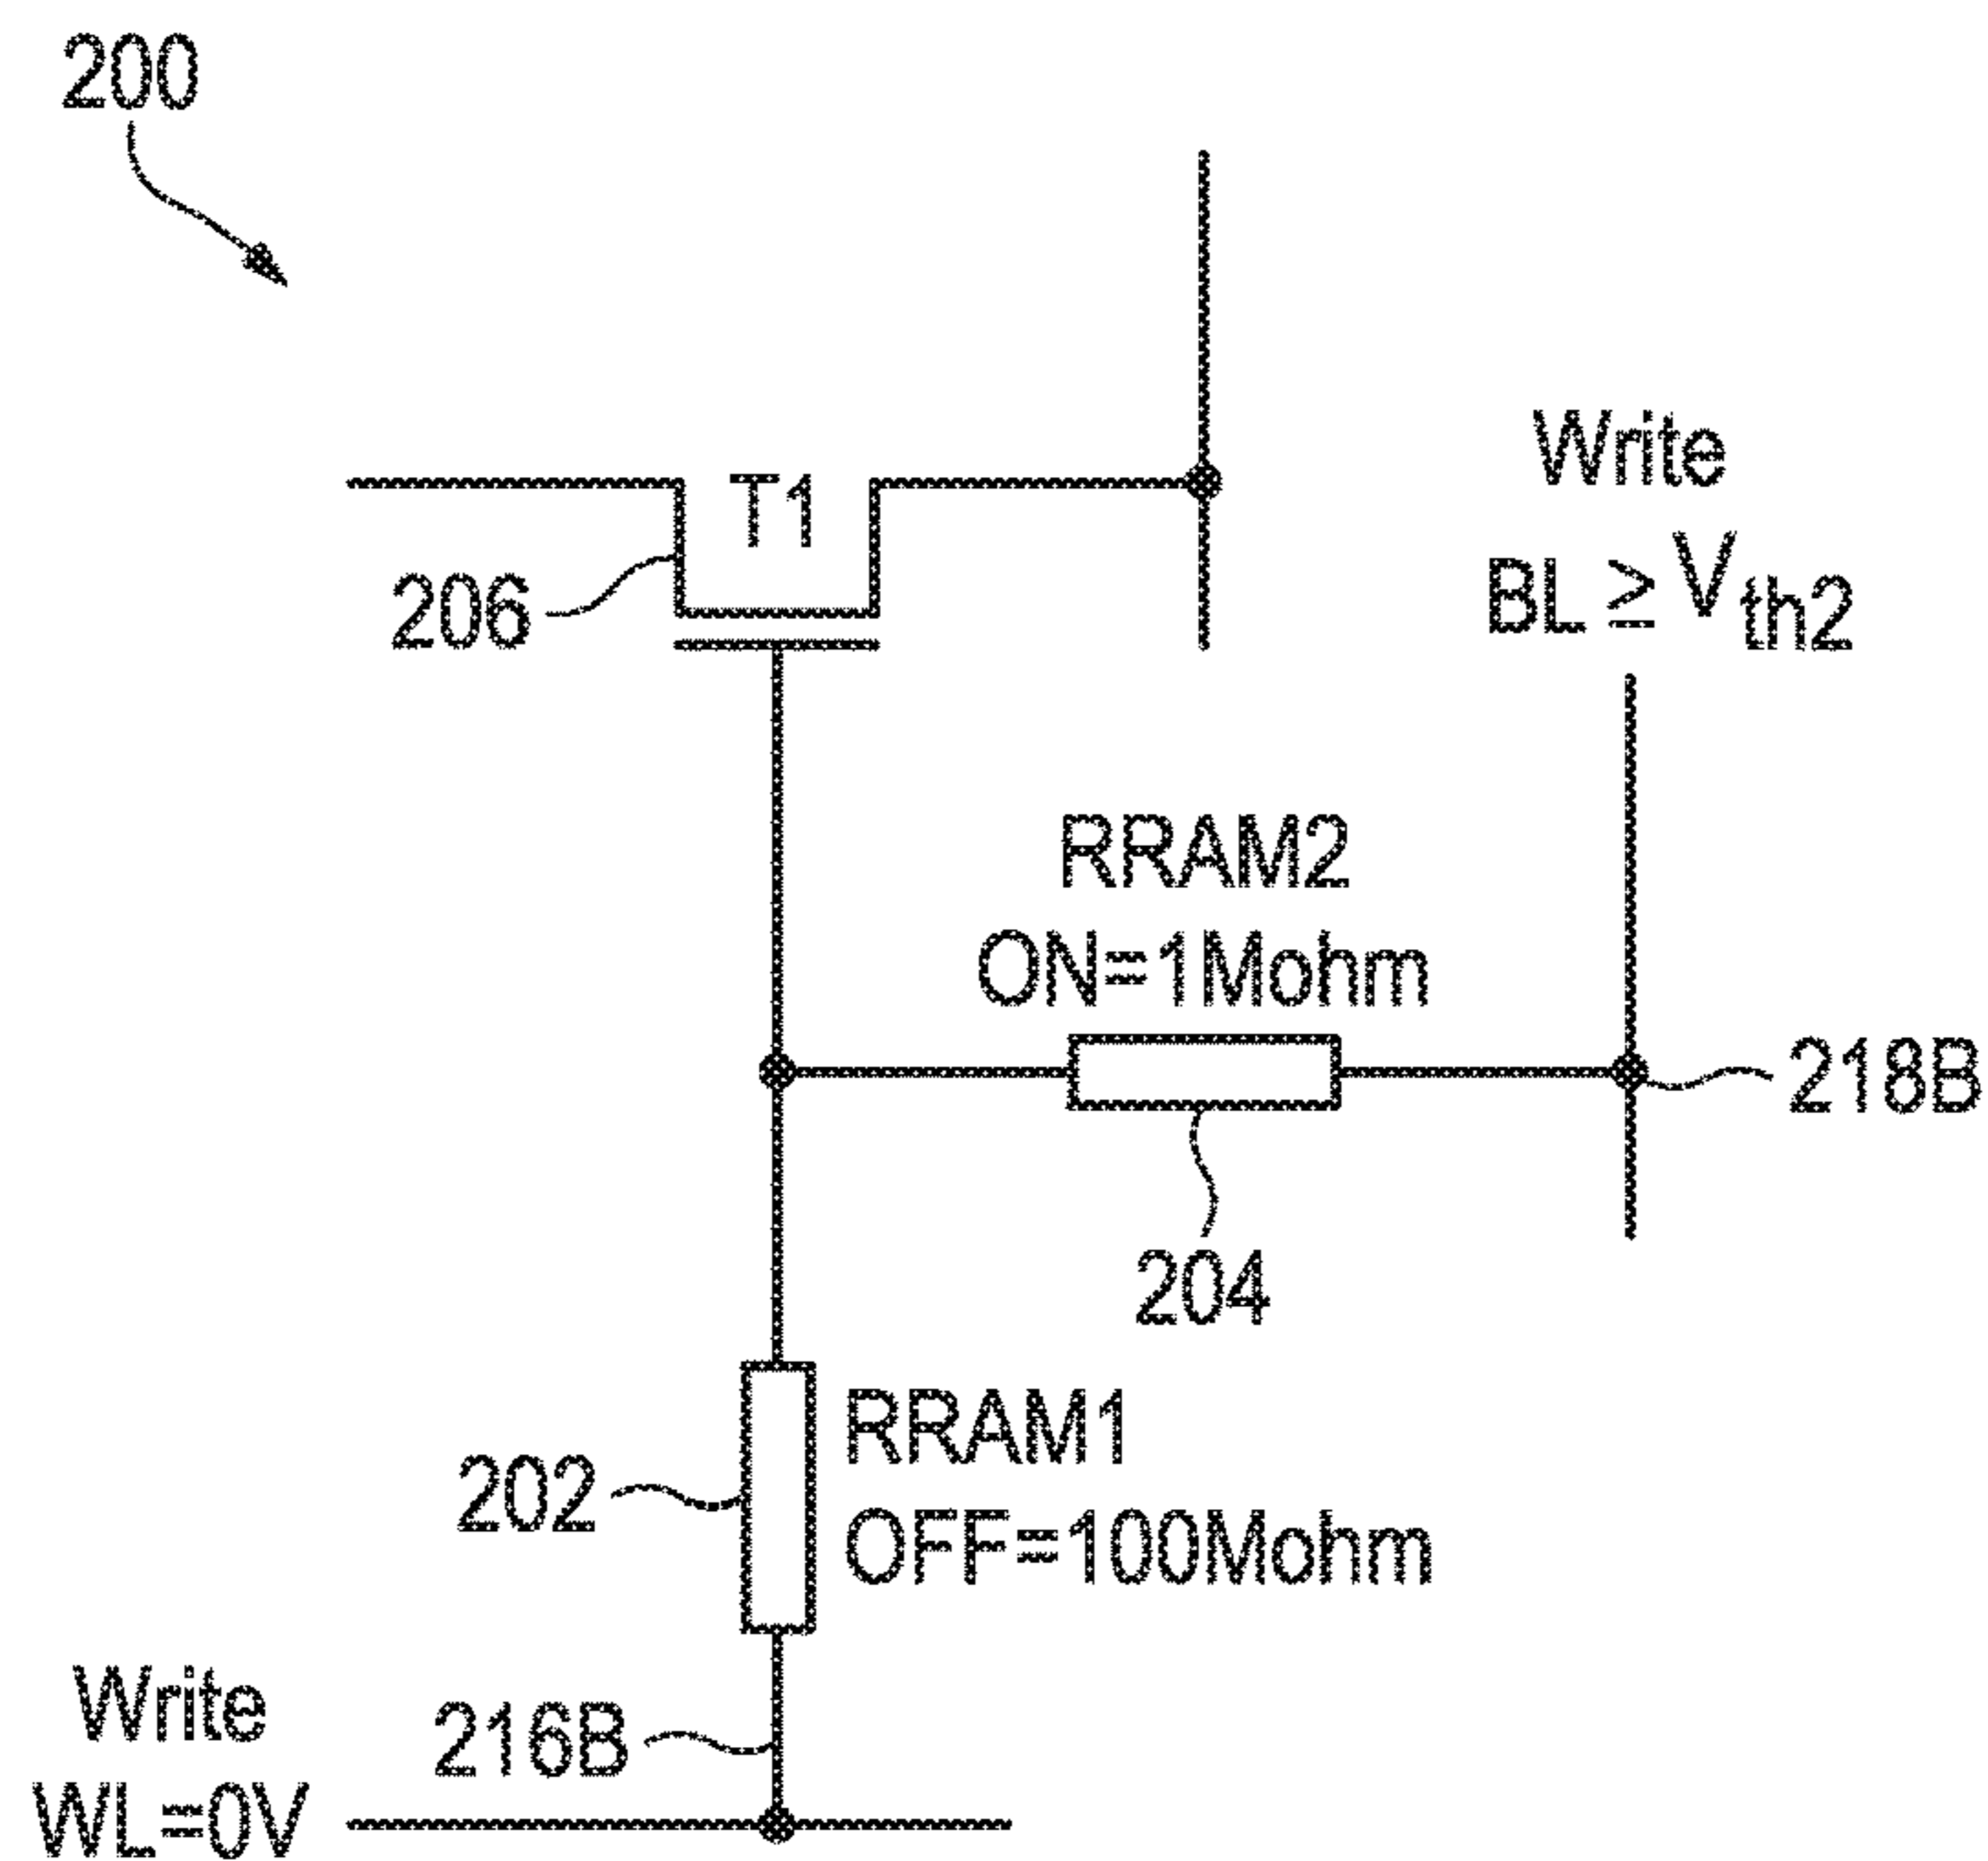 200
T1
206
Write
BL ≥ Vth2
RRAM2
ON=1Mohm
218B
204
RRAM1
202
OFF=100Mohm
216B
Write
WL=0V